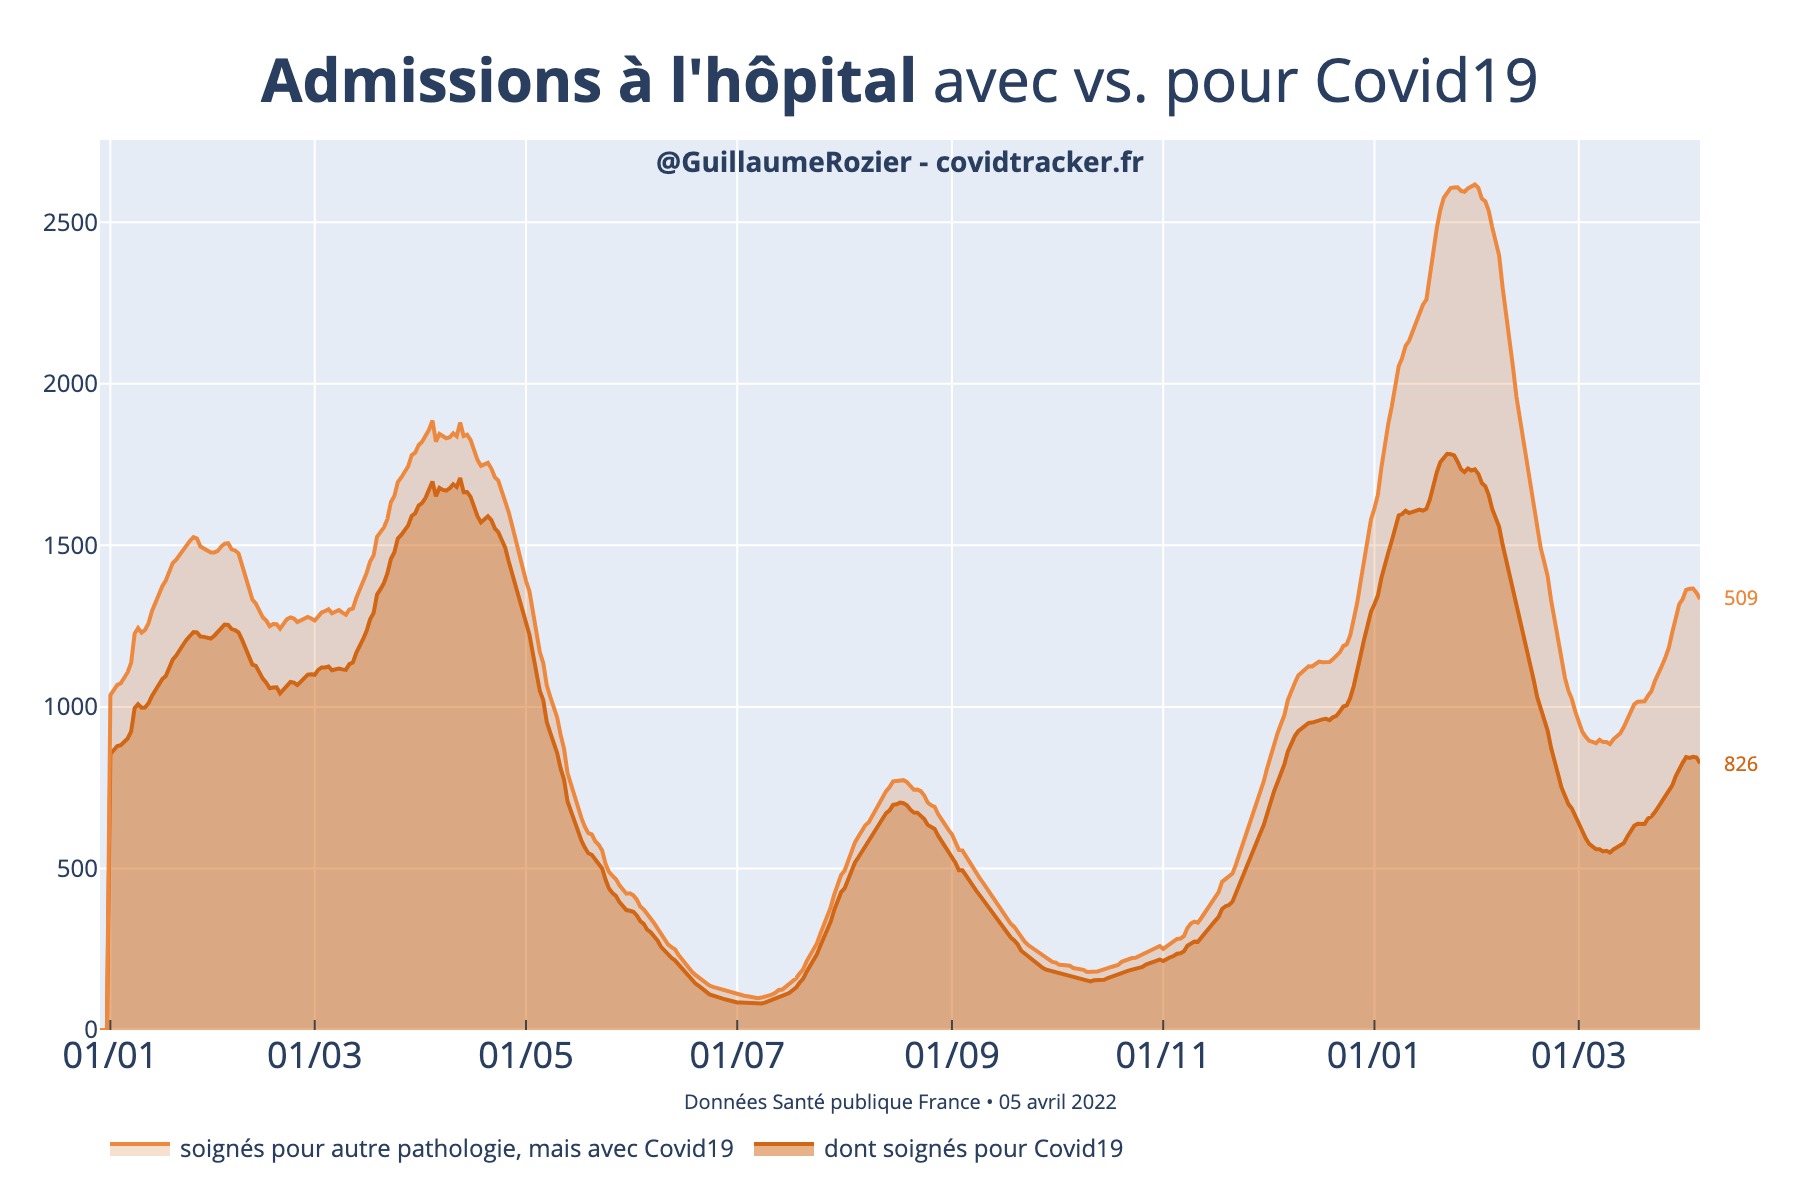 Admissions à l'hôpital avec vs. pour Covid19
@GuillaumeRozier - covidtracker.fr
2500
2000
1500
1000
500
0
509
826
01/01 01/03 01/05 01/07 01/09 01/11 01/01 01/03
Données Santé publique France • 05 avril 2022
soignés pour autre pathologie, mais avec Covid19 dont soignés pour Covid19